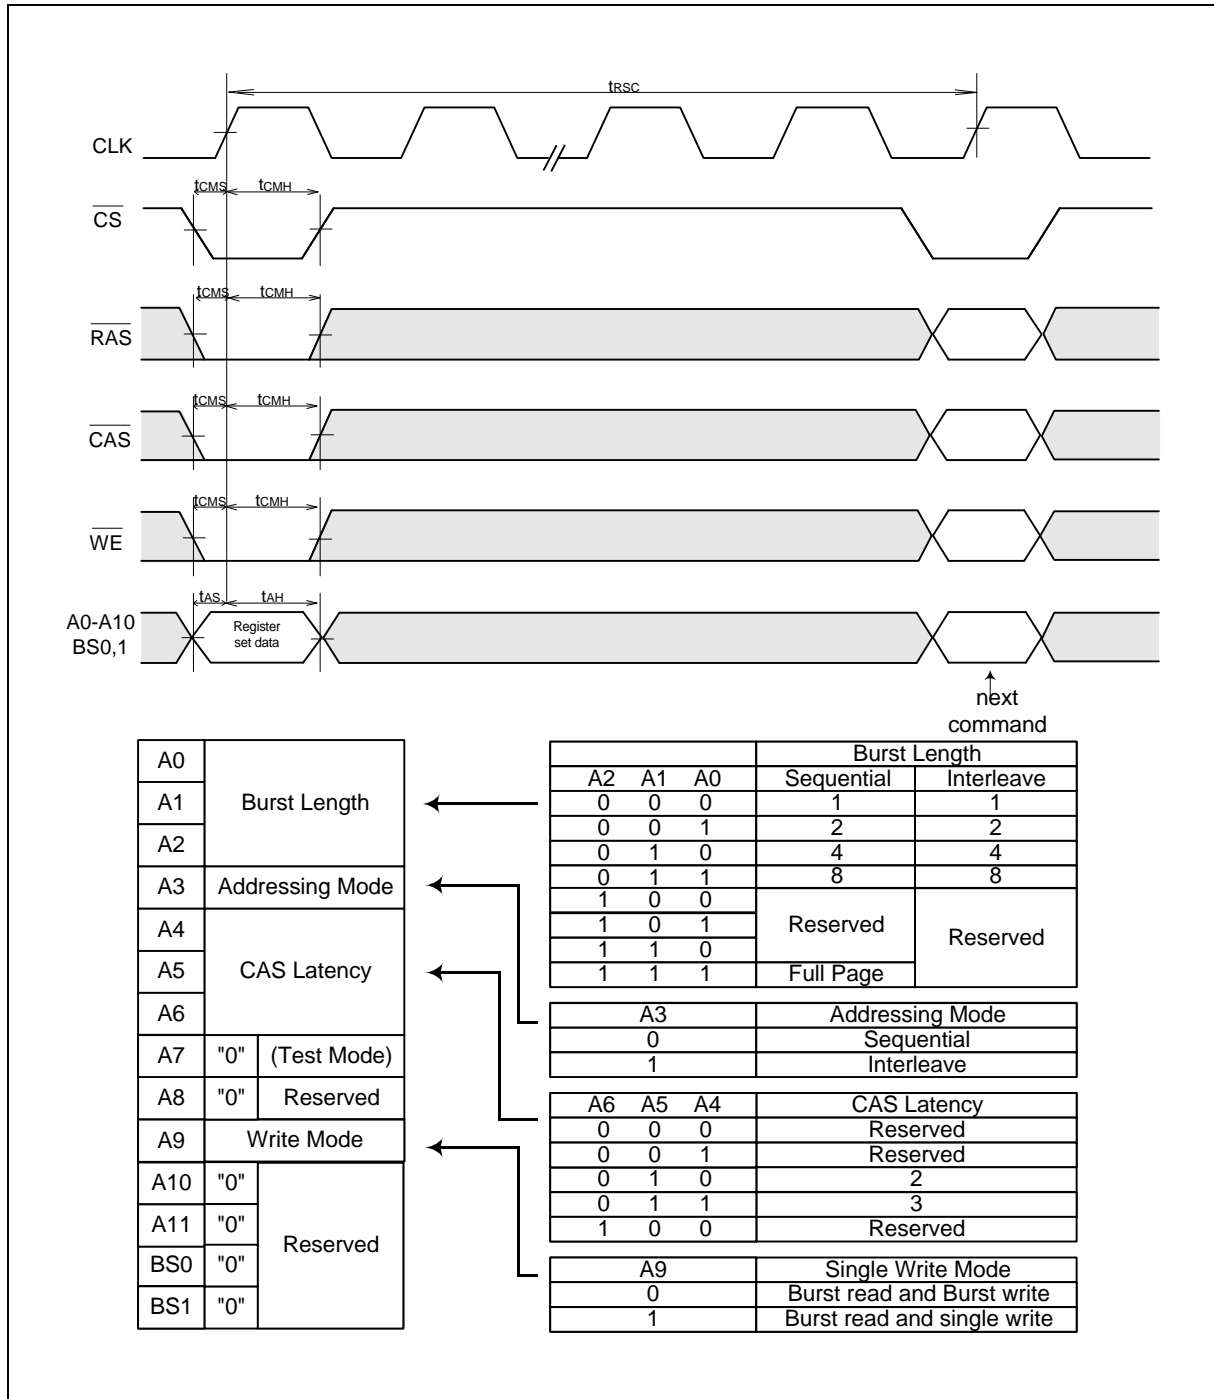 tRSC
CLK
tCMS tCMH
CS
tCMS tCMH
RAS
tCMS tCMH
CAS
tCMS tCMH
WE
tAS tAH
A0-A10
BS0,1
Register
set data
next
command
A0
A1 Burst Length
A2
A3 Addressing Mode
A4
A5 CAS Latency
A6
A7 "0" (Test Mode)
A8 "0" Reserved
A9 Write Mode
A10 "0"
A11 "0"
Reserved
BS0 "0"
BS1 "0"
Burst Length
A2 A1 A0 Sequential Interleave
0 0 0 1 1
0 0 1 2 2
0 1 0 4 4
0 1 1 8 8
1 0 0
1 0 1 Reserved Reserved
1 1 0
1 1 1 Full Page
A3 Addressing Mode
0 Sequential
1 Interleave
A6 A5 A4 CAS Latency
0 0 0 Reserved
0 0 1 Reserved
0 1 0 2
0 1 1 3
1 0 0 Reserved
A9 Single Write Mode
0 Burst read and Burst write
1 Burst read and single write